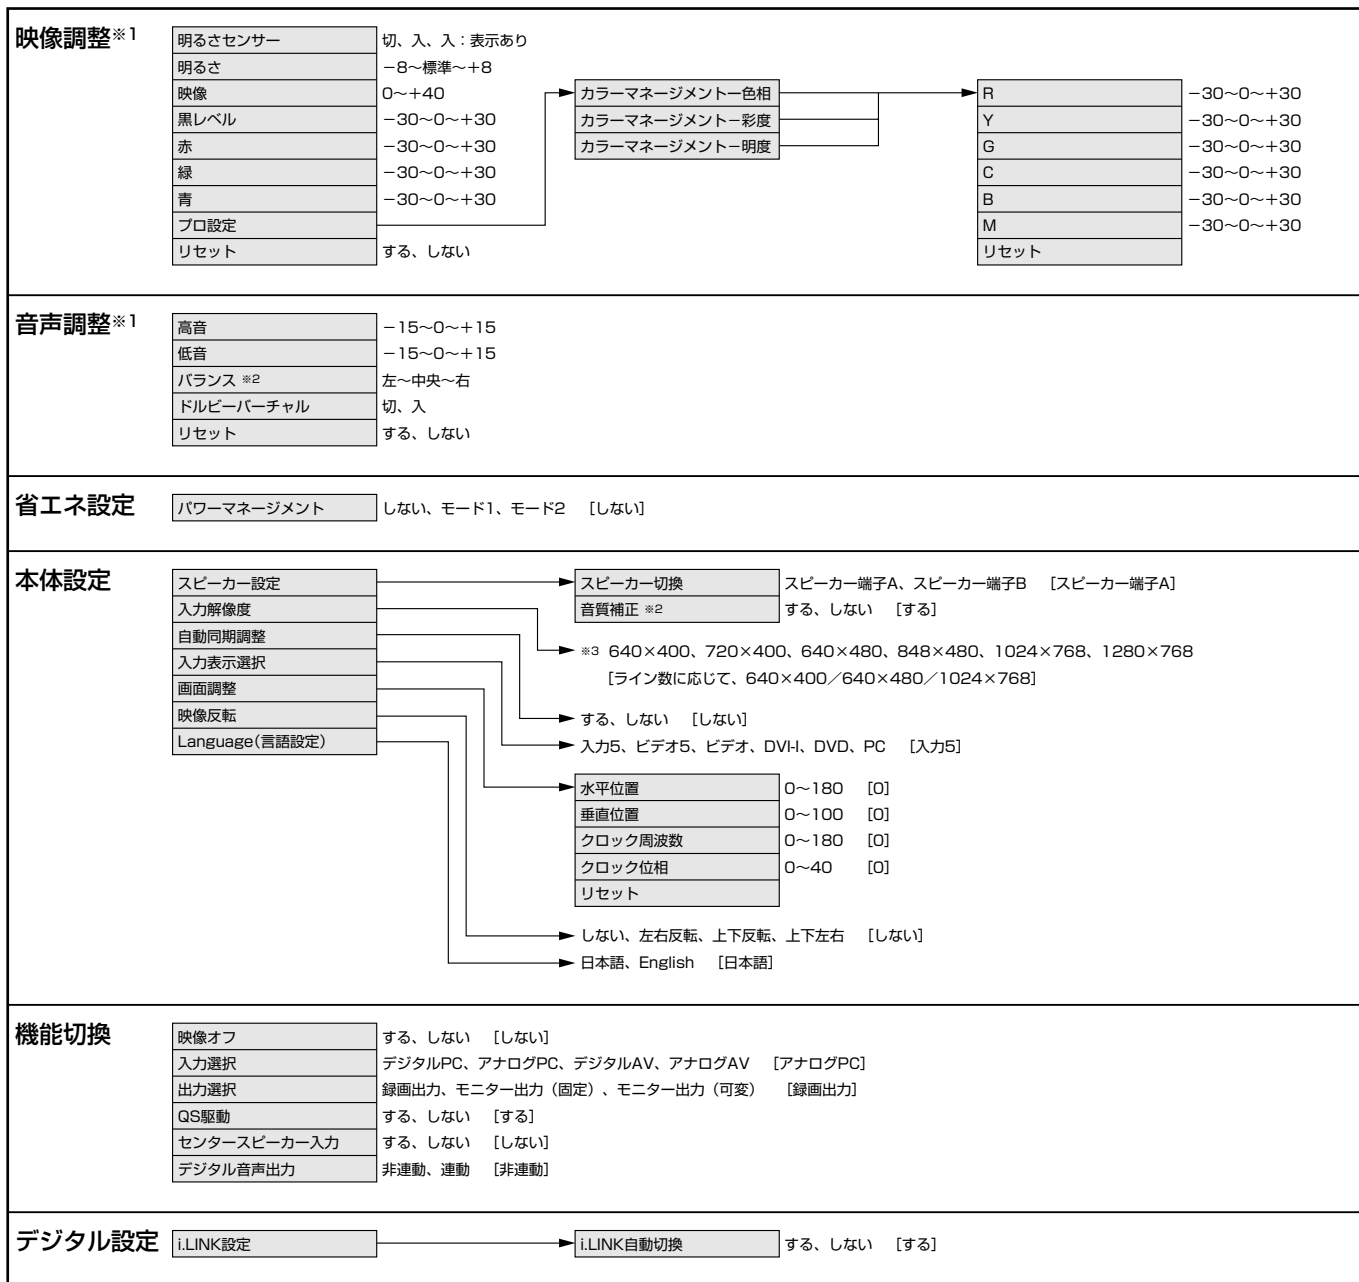 映像調整※1
明るさセンサー 切、入、入：表示あり
明るさ －8～標準～＋8
映像 0～＋40
黒レベル －30～0～＋30
赤 －30～0～＋30
緑 －30～0～＋30
青 －30～0～＋30
プロ設定
リセット する、しない
カラーマネージメントー色相
カラーマネージメント－彩度
カラーマネージメント－明度
R －30～0～＋30
Y －30～0～＋30
G －30～0～＋30
C －30～0～＋30
B －30～0～＋30
M －30～0～＋30
リセット
音声調整※1
高音 －15～0～＋15
低音 －15～0～＋15
バランス ※2 左～中央～右
ドルビーバーチャル 切、入
リセット する、しない
省エネ設定
パワーマネージメント しない、モード1、モード2 ［しない］
本体設定
スピーカー設定
入力解像度
自動同期調整
入力表示選択
画面調整
映像反転
Language(言語設定)
スピーカー切換 スピーカー端子A、スピーカー端子B ［スピーカー端子A］
音質補正 ※2 する、しない ［する］
※3 640×400、720×400、640×480、848×480、1024×768、1280×768
［ライン数に応じて、640×400／640×480／1024×768］
する、しない ［しない］
入力5、ビデオ5、ビデオ、DVI-I、DVD、PC ［入力5］
水平位置 0～180 ［0］
垂直位置 0～100 ［0］
クロック周波数 0～180 ［0］
クロック位相 0～40 ［0］
リセット
しない、左右反転、上下反転、上下左右 ［しない］
日本語、English ［日本語］
機能切換
映像オフ する、しない ［しない］
入力選択 デジタルPC、アナログPC、デジタルAV、アナログAV ［アナログPC］
出力選択 録画出力、モニター出力（固定）、モニター出力（可変） ［録画出力］
QS駆動 する、しない ［する］
センタースピーカー入力 する、しない ［しない］
デジタル音声出力 非連動、連動 ［非連動］
デジタル設定
i.LINK設定
i.LINK自動切換 する、しない ［する］